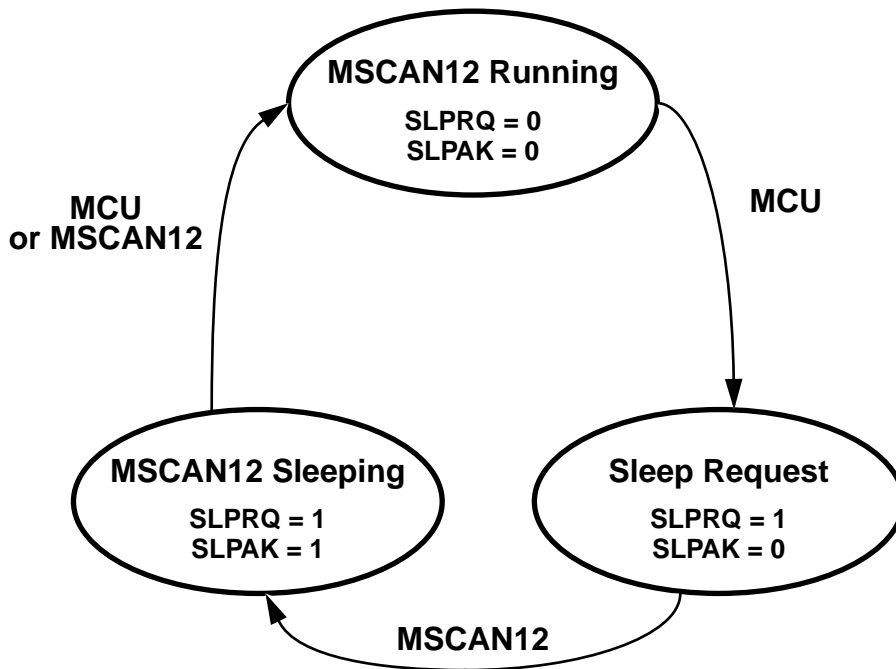 MSCAN12 Running
SLPRQ = 0
SLPAK = 0
MCU
or MSCAN12
MCU
MSCAN12 Sleeping
SLPRQ = 1
SLPAK = 1
Sleep Request
SLPRQ = 1
SLPAK = 0
MSCAN12